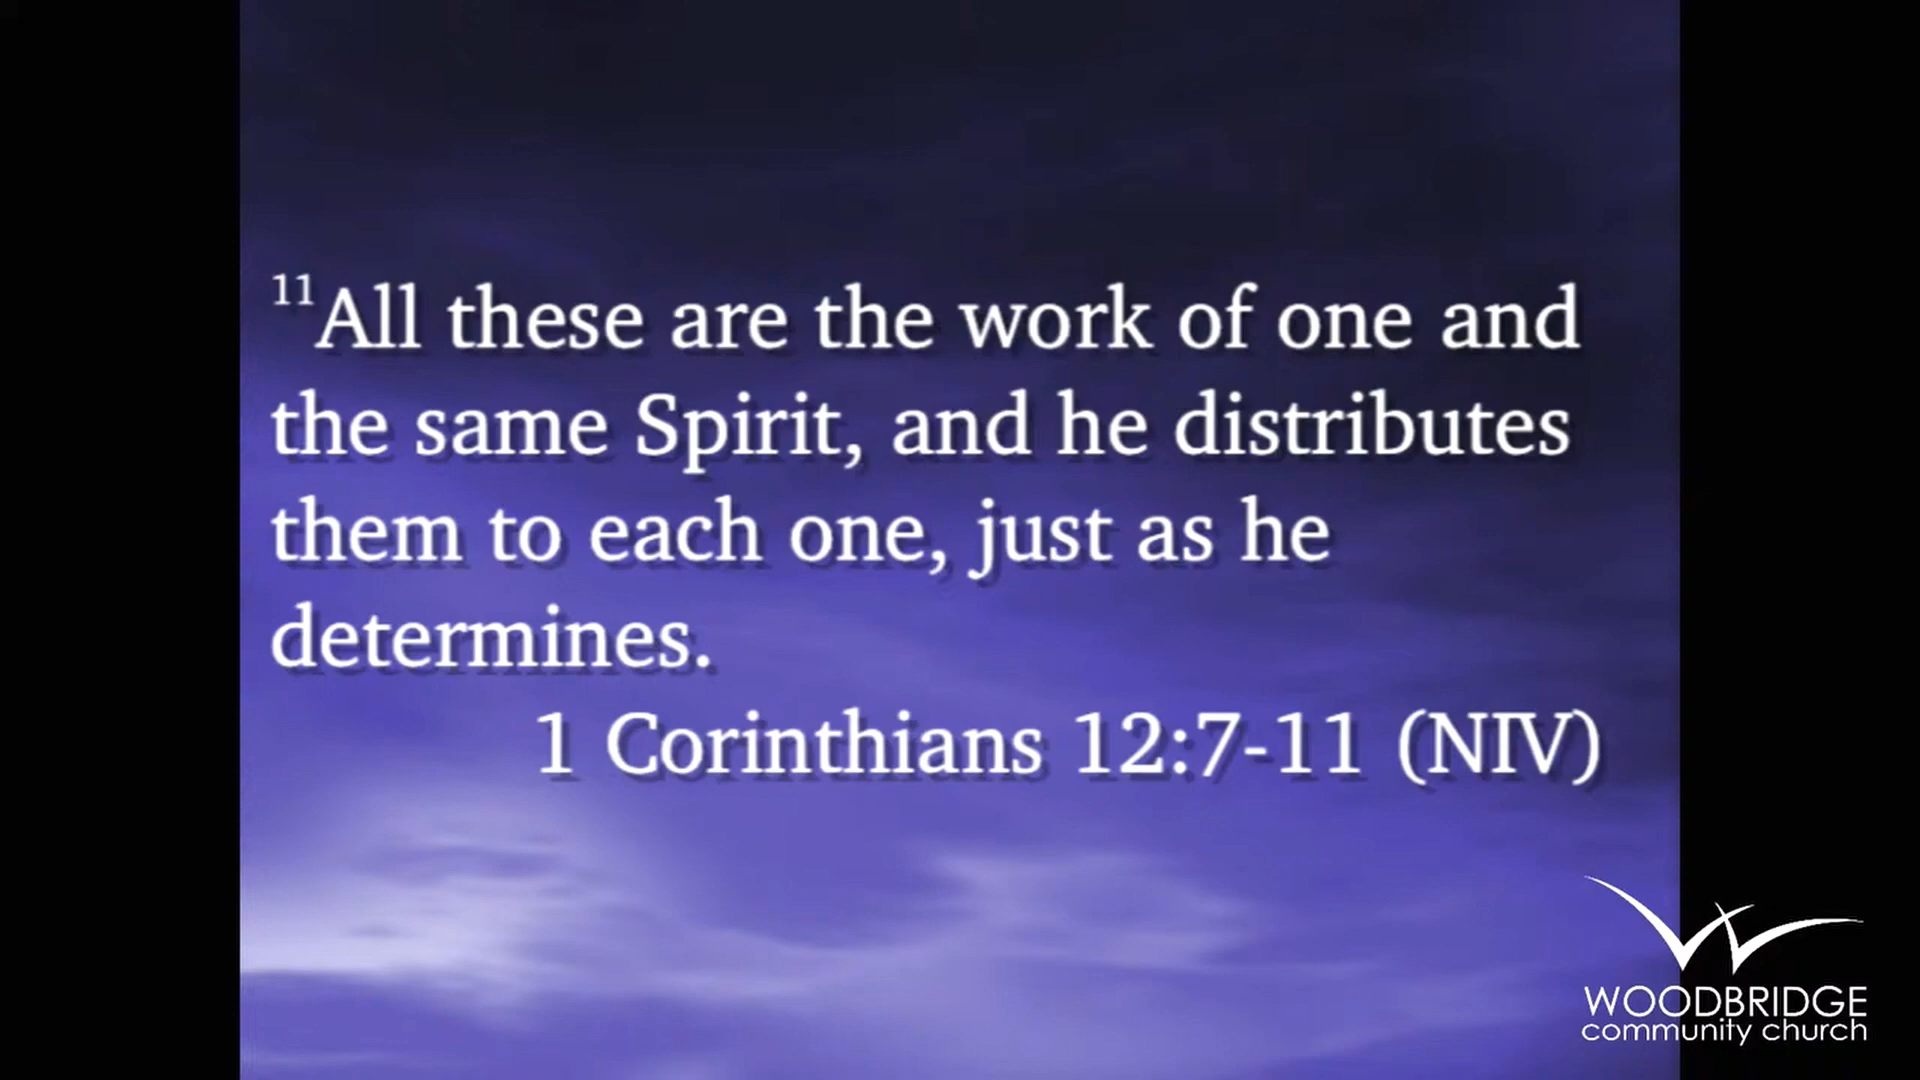 11All these are the work of one and
the same Spirit, and he distributes
them to each one, just as he
determines.
1 Corinthians 12:7-11 (NIV)
WOODBRIDGE
community church